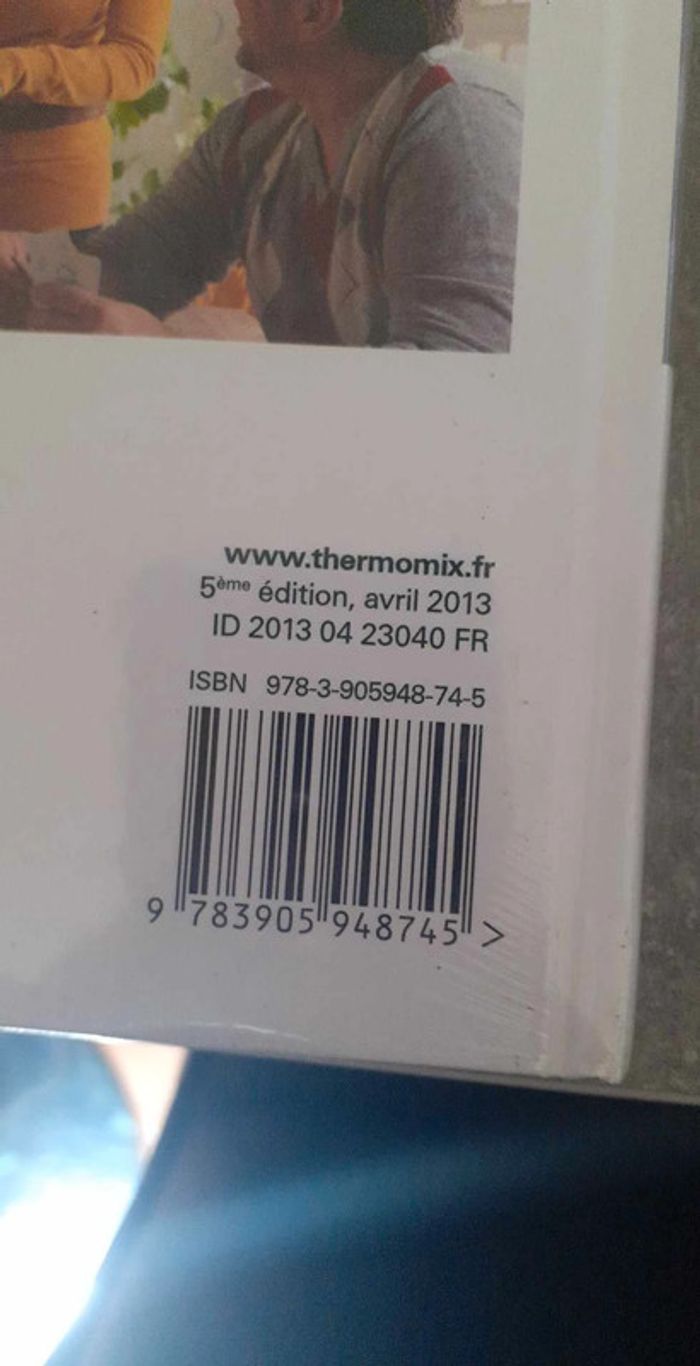 www.thermomix.fr
5ème édition, avril 2013
ID 2013 04 23040 FR
ISBN 978-3-905948-74-5
9 783905 948745 >